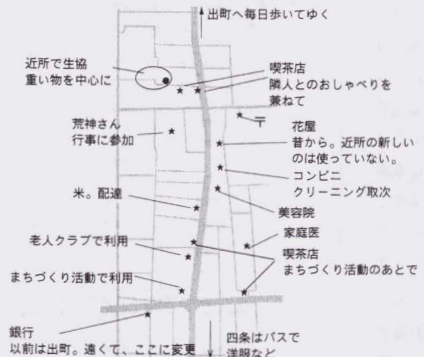 出町へ毎日歩いてゆく
近所で生協
重い物を中心に
喫茶店
隣人とのおしゃべりを
兼ねて
荒神さん
行事に参加
〒
花屋
昔から。近所の新しい
のは使っていない。
コンビニ
クリーニング取次
米。配達
美容院
家庭医
老人クラブで利用
喫茶店
まちづくり活動のあとで
まちづくり活動で利用
銀行
以前は出町。遠くて、ここに変更
四条はバスで
洋服など